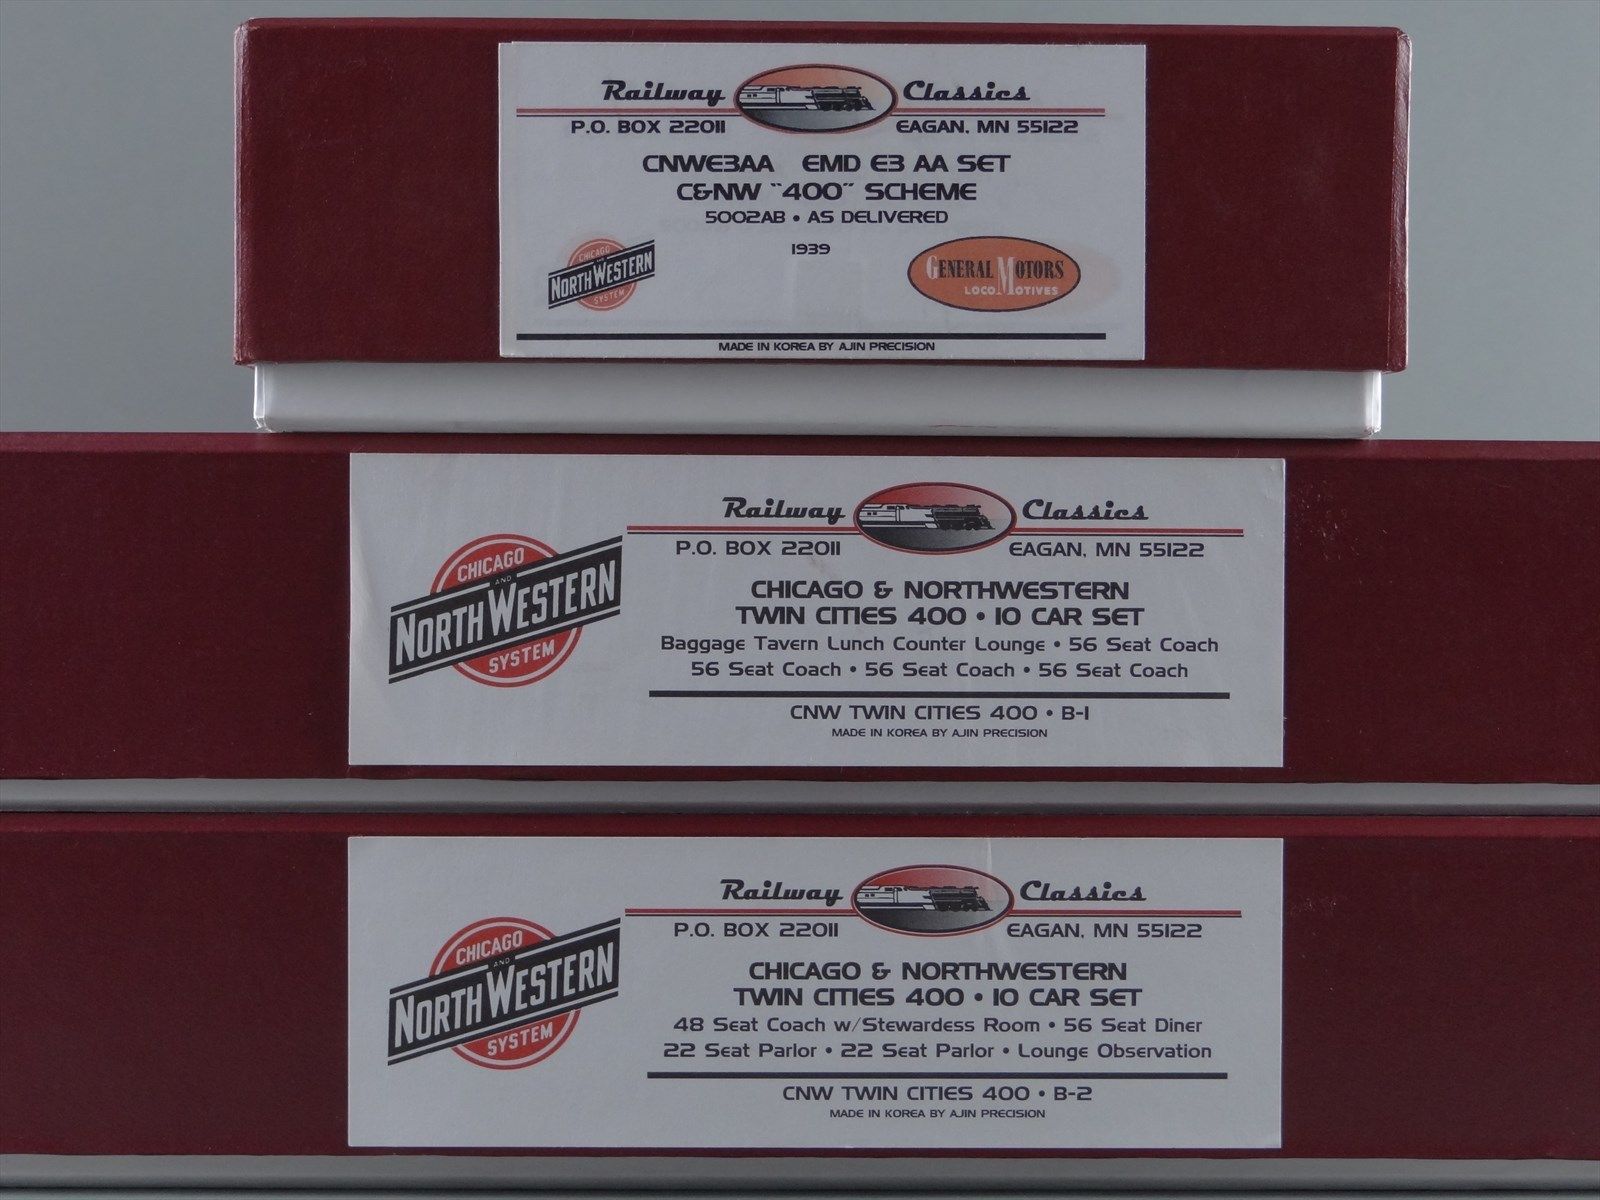 Railway Classics
P.O. BOX 22011 EAGAN, MN 55122
CNWE3AA EMD E3 AA SET
C&NW "400" SCHEME
5002AB • AS DELIVERED
1939
CHICAGO
AND
NORTH WESTERN
SYSTEM
GENERAL MOTORS
LOCOMOTIVES
MADE IN KOREA BY AJIN PRECISION
Railway Classics
P.O. BOX 22011 EAGAN, MN 55122
CHICAGO
AND
NORTH WESTERN
SYSTEM
CHICAGO & NORTHWESTERN
TWIN CITIES 400 • 10 CAR SET
Baggage Tavern Lunch Counter Lounge • 56 Seat Coach
56 Seat Coach • 56 Seat Coach • 56 Seat Coach
CNW TWIN CITIES 400 • B-1
MADE IN KOREA BY AJIN PRECISION
Railway Classics
P.O. BOX 22011 EAGAN, MN 55122
CHICAGO
AND
NORTH WESTERN
SYSTEM
CHICAGO & NORTHWESTERN
TWIN CITIES 400 • 10 CAR SET
48 Seat Coach w/Stewardess Room • 56 Seat Diner
22 Seat Parlor • 22 Seat Parlor • Lounge Observation
CNW TWIN CITIES 400 • B-2
MADE IN KOREA BY AJIN PRECISION